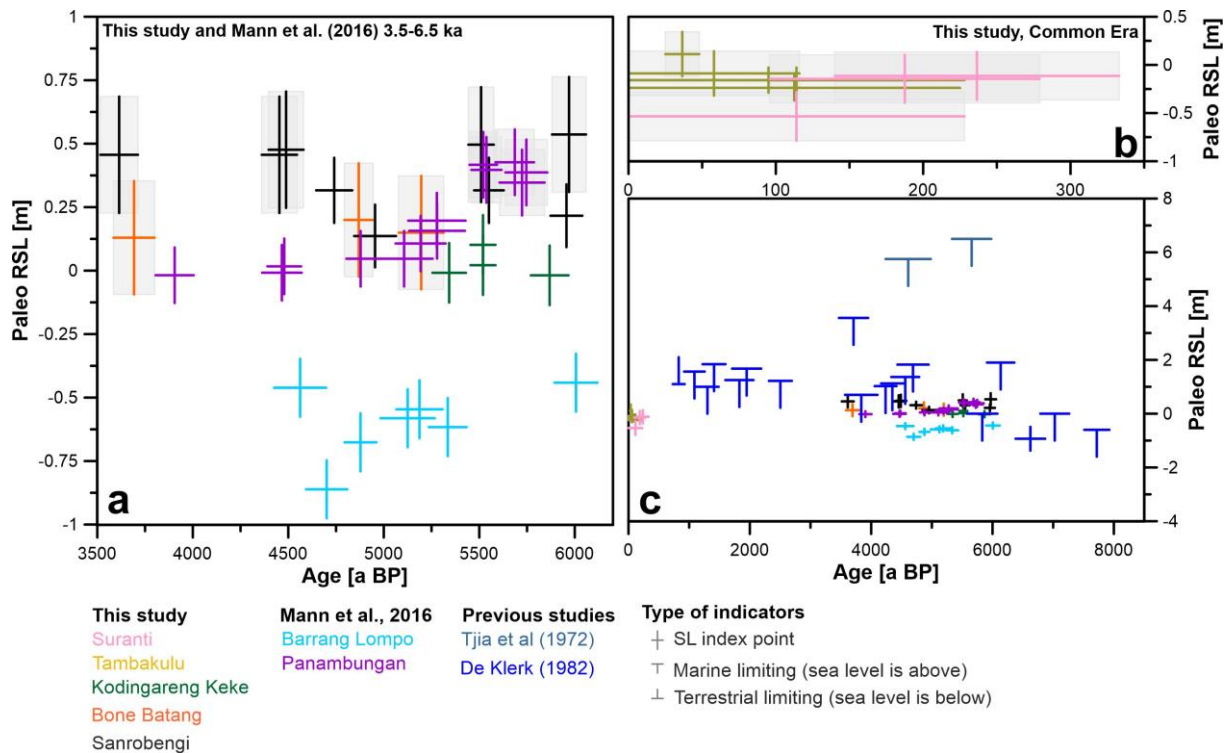 This study and Mann et al. (2016) 3.5-6.5 ka
1
0.75
0.5
0.25
0
-0.25
-0.5
-0.75
-1
Paleo RSL [m]
a
3500 4000 4500 5000 5500 6000
Age [a BP]
This study, Common Era
0.5
0
-0.5
-1
Paleo RSL [m]
b
0 100 200 300
8
6
4
2
0
-2
-4
Paleo RSL [m]
c
0 2000 4000 6000 8000
Age [a BP]
This study
Suranti
Tambakulu
Kodingareng Keke
Bone Batang
Sanrobengi
Mann et al., 2016
Barrang Lompo
Panambungan
Previous studies
Tjia et al (1972)
De Klerk (1982)
Type of indicators
SL index point
Marine limiting (sea level is above)
Terrestrial limiting (sea level is below)